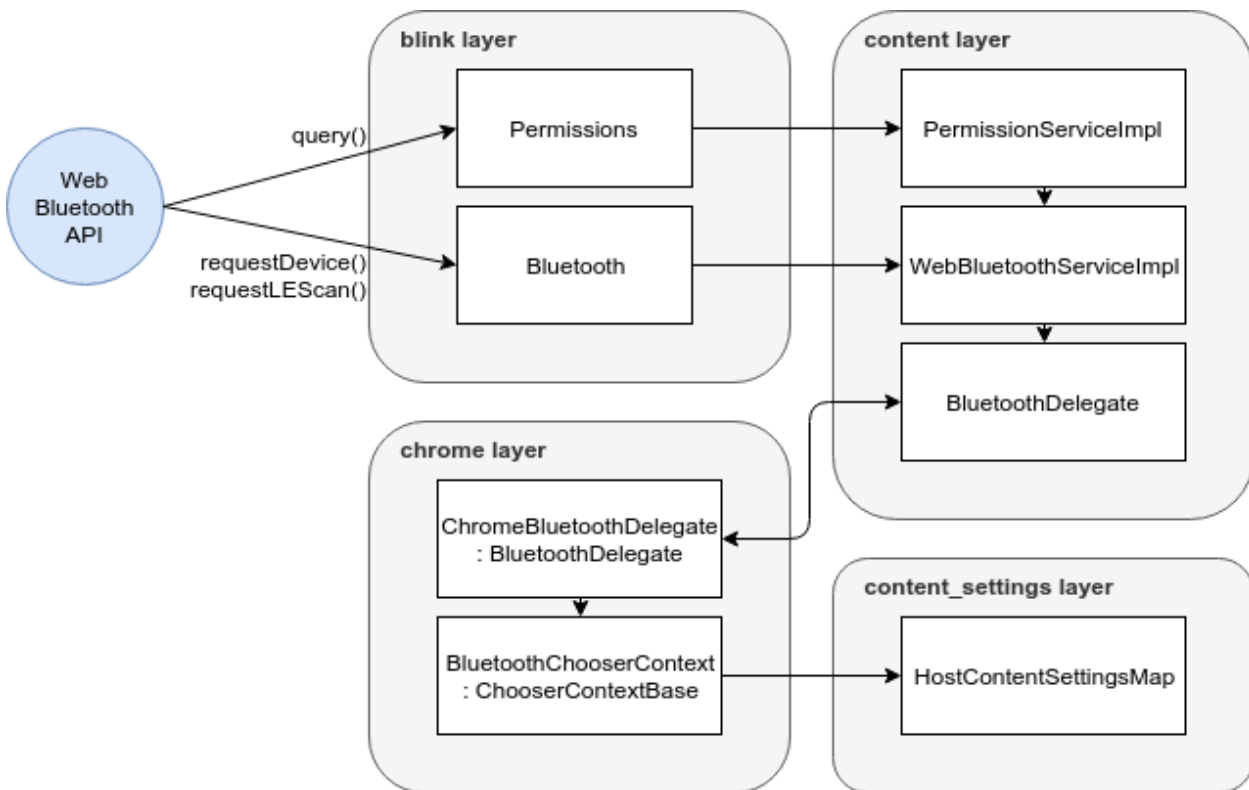 Web
Bluetooth
API
query()
requestDevice()
requestLEScan()
blink layer
Permissions
Bluetooth
content layer
PermissionServiceImpl
WebBluetoothServiceImpl
BluetoothDelegate
chrome layer
ChromeBluetoothDelegate
: BluetoothDelegate
BluetoothChooserContext
: ChooserContextBase
content_settings layer
HostContentSettingsMap